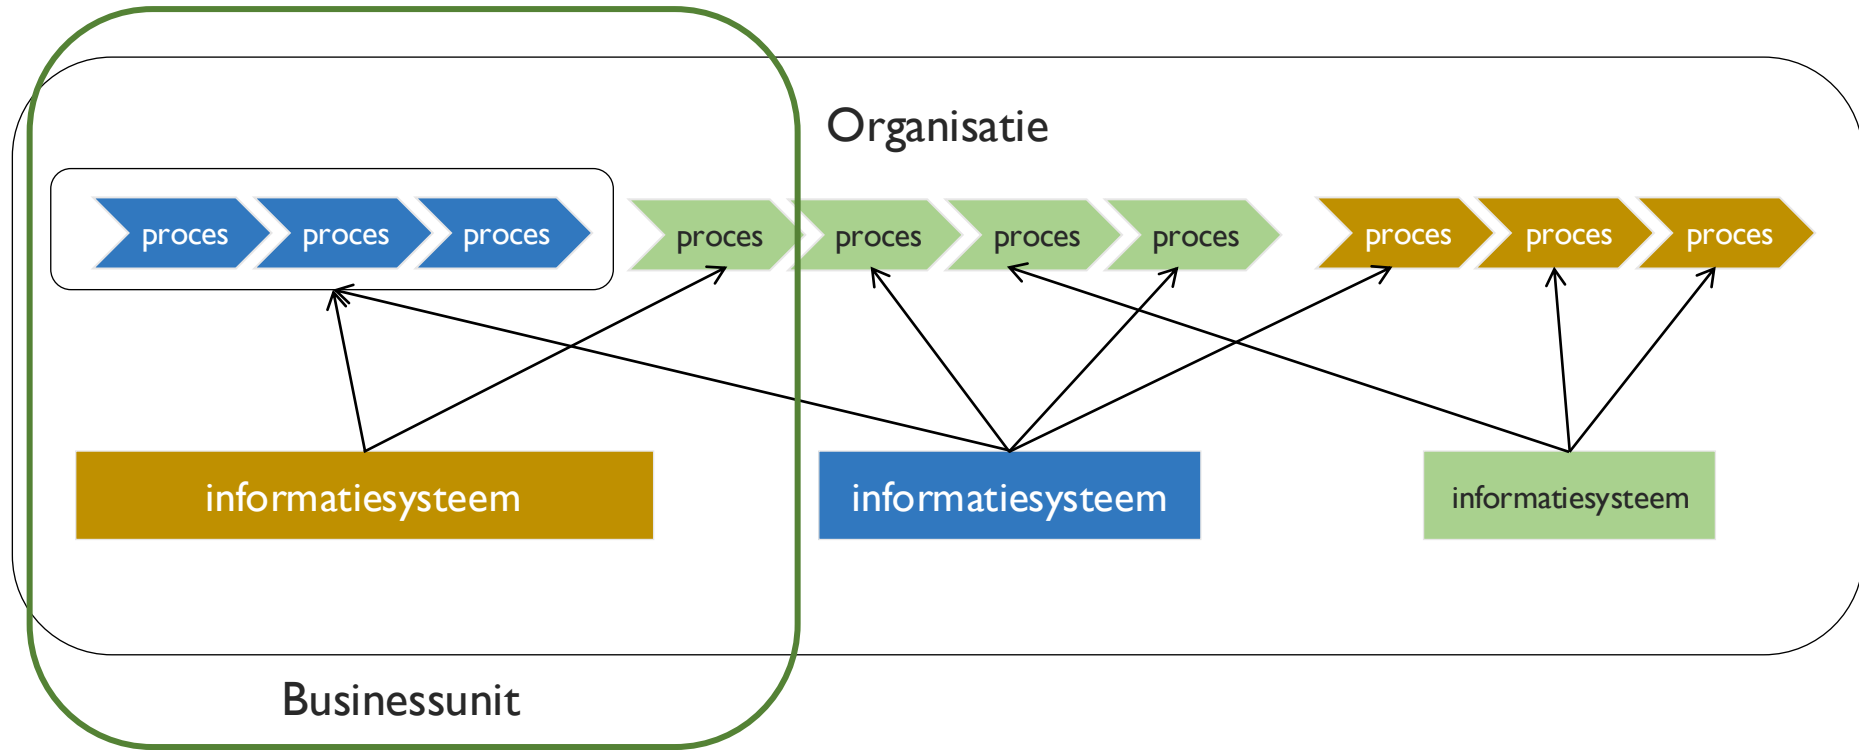 Organisatie
proces
proces
proces
proces
proces
proces
proces
proces
proces
proces
informatiesysteem
informatiesysteem
informatiesysteem
Businessunit